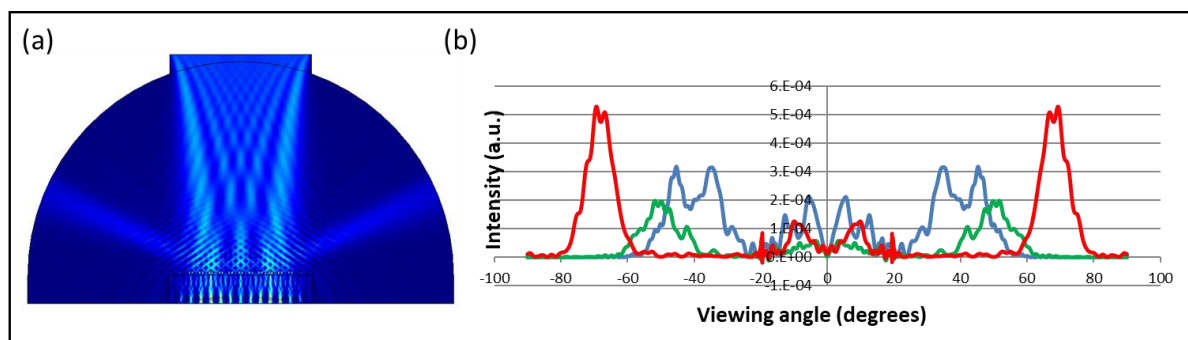 (a)
(b)
Intensity (a.u.)
6.E-04
5.E-04
4.E-04
3.E-04
2.E-04
1.E-04
0.E+00
-1.E-04
-100 -80 -60 -40 -20 0 20 40 60 80 100
Viewing angle (degrees)